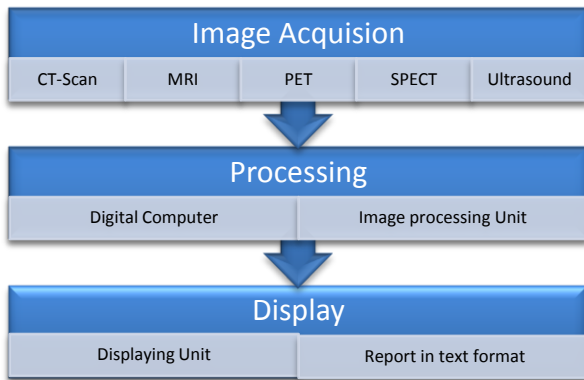 Image Acquision
CT-Scan MRI PET SPECT Ultrasound
Processing
Digital Computer Image processing Unit
Display
Displaying Unit Report in text format